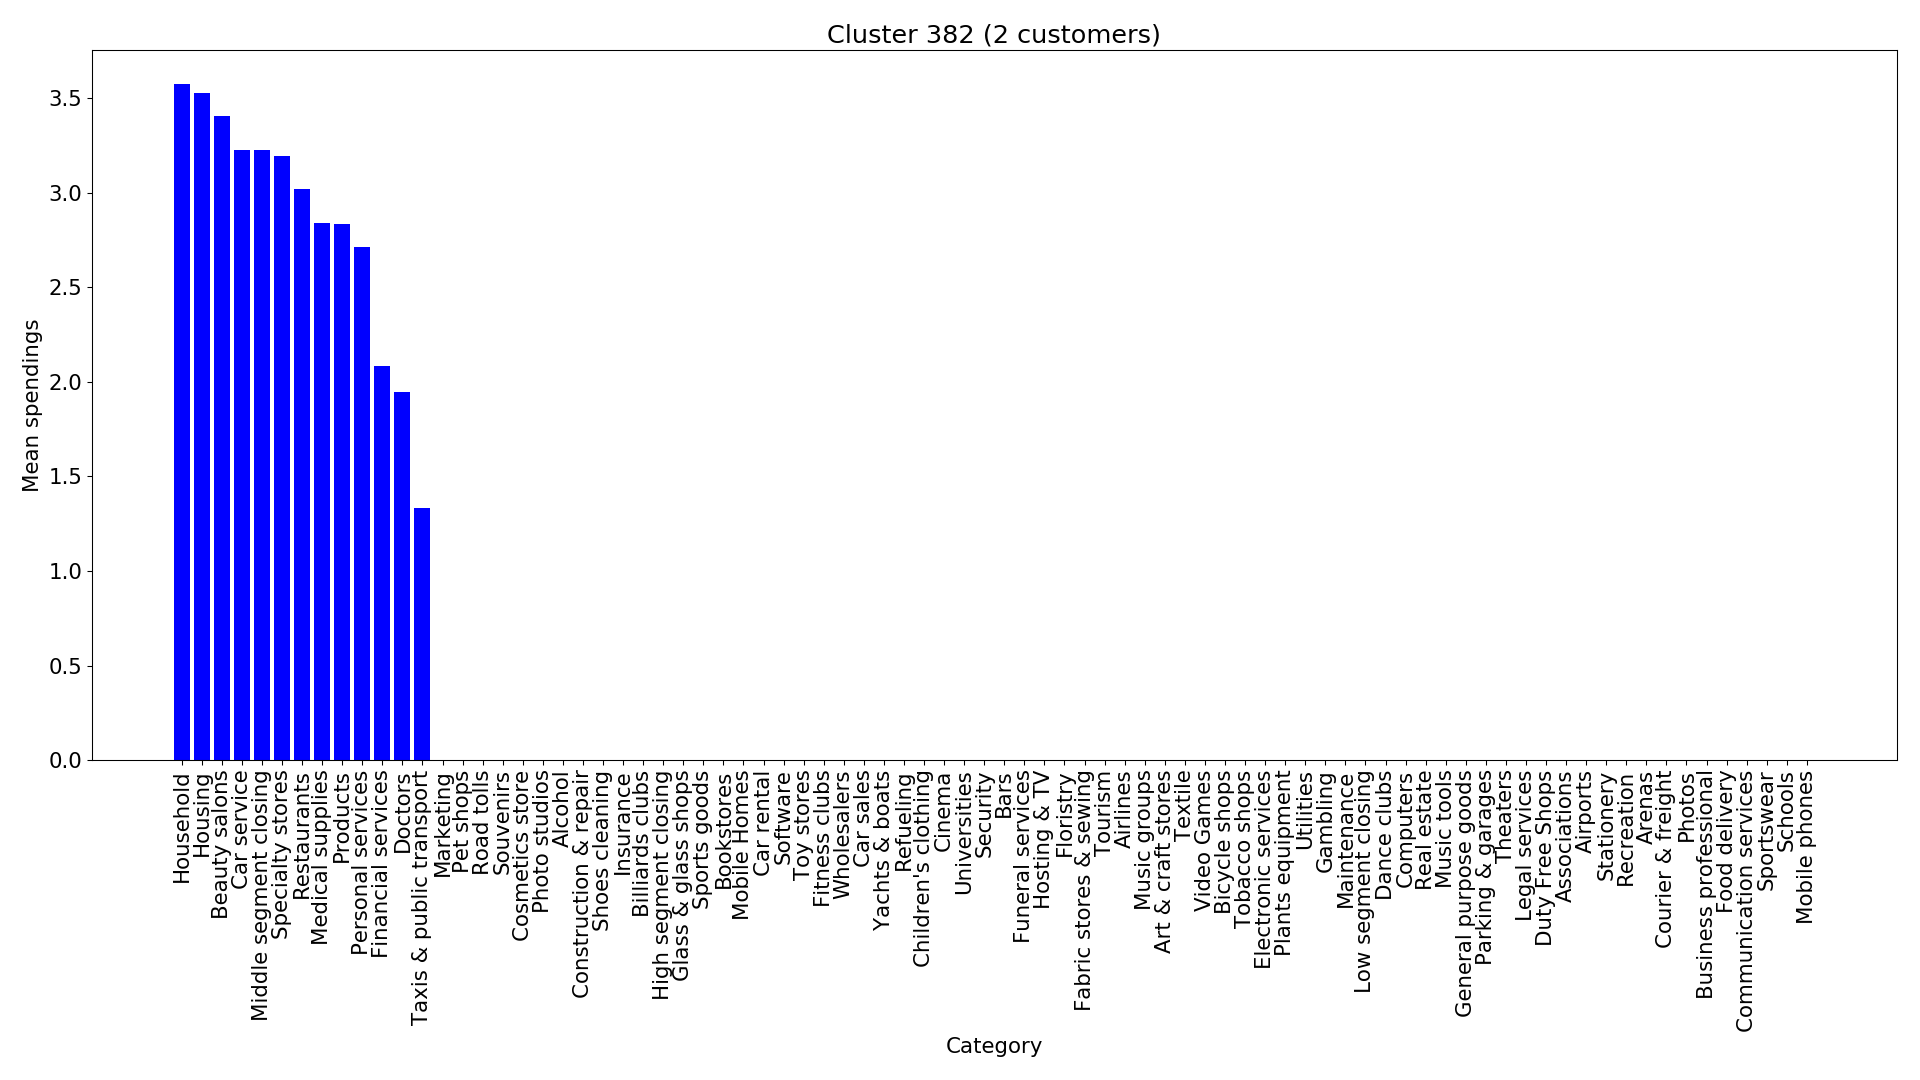 Cluster 382 (2 customers)
Mean spendings
3.5
3.0
2.5
2.0
1.5
1.0
0.5
0.0
Household
Housing
Beauty salons
Car service
Middle segment closing
Specialty stores
Restaurants
Medical supplies
Products
Personal services
Financial services
Doctors
Taxis & public transport
Marketing
Pet shops
Road tolls
Souvenirs
Cosmetics store
Photo studios
Alcohol
Construction & repair
Shoes cleaning
Insurance
Billiards clubs
High segment closing
Glass & glass shops
Sports goods
Bookstores
Mobile Homes
Car rental
Software
Toy stores
Fitness clubs
Wholesalers
Car sales
Yachts & boats
Refuelling
Children's clothing
Cinema
Universities
Security
Bars
Funeral services
Hosting & TV
Floristry
Fabric stores & sewing
Tourism
Airlines
Music groups
Art & craft stores
Textile
Video Games
Bicycle shops
Tobacco shops
Electronic services
Plants equipment
Utilities
Gambling
Maintenance
Low segment closing
Dance clubs
Computers
Real estate
Music tools
General purpose goods
Parking & garages
Theaters
Legal services
Duty Free Shops
Associations
Airports
Stationery
Recreation
Arenas
Courier & freight
Photos
Business professional
Food delivery
Communication services
Sportswear
Schools
Mobile phones
Category